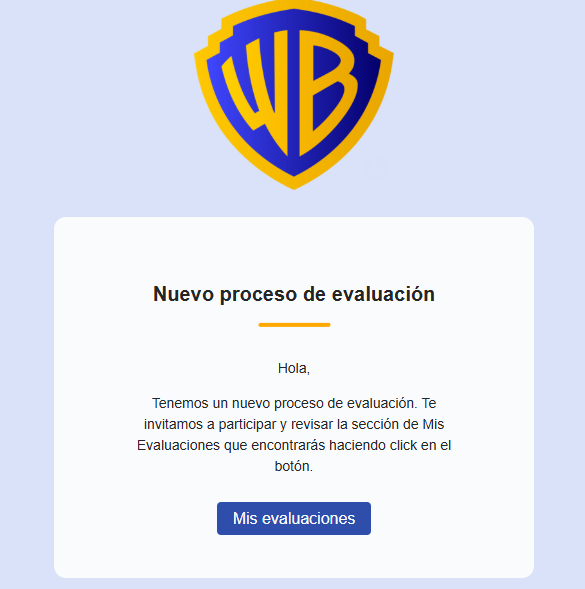 WB
Nuevo proceso de evaluación
Hola,
Tenemos un nuevo proceso de evaluación. Te
invitamos a participar y revisar la sección de Mis
Evaluaciones que encontrarás haciendo click en el
botón.
Mis evaluaciones